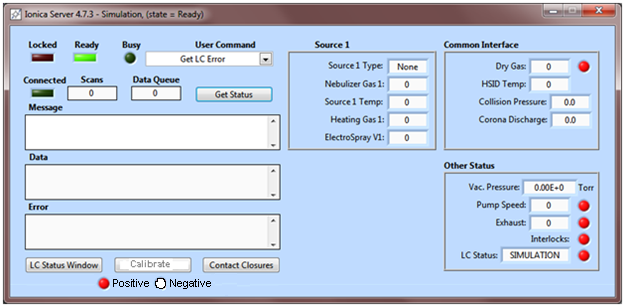 Ionica Server 4.7.3 - Simulation, (state = Ready)
Locked Ready Busy User Command
Get LC Error
Connected Scans Data Queue
0 0 Get Status
Message
Data
Error
LC Status Window Calibrate Contact Closures
Positive Negative
Source 1
Source 1 Type: None
Nebulizer Gas 1: 0
Source 1 Temp: 0
Heating Gas 1: 0
ElectroSpray V1: 0
Common Interface
Dry Gas: 0
HSID Temp: 0
Collision Pressure: 0.0
Corona Discharge: 0.0
Other Status
Vac. Pressure: 0.00E+0 Torr
Pump Speed: 0
Exhaust: 0
Interlocks:
LC Status: SIMULATION